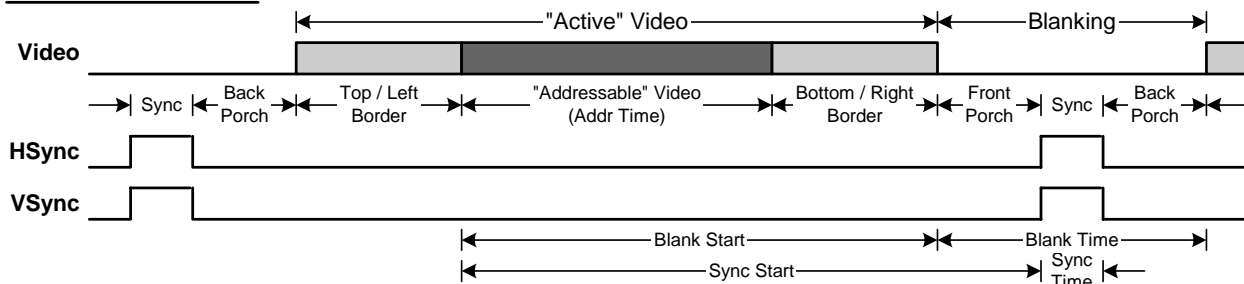 "Active" Video Blanking
Video
Sync Back Porch Top / Left Border "Addressable" Video (Addr Time) Bottom / Right Border Front Porch Sync Back Porch
HSync
VSync
Blank Start Blank Time
Sync Start Sync Time